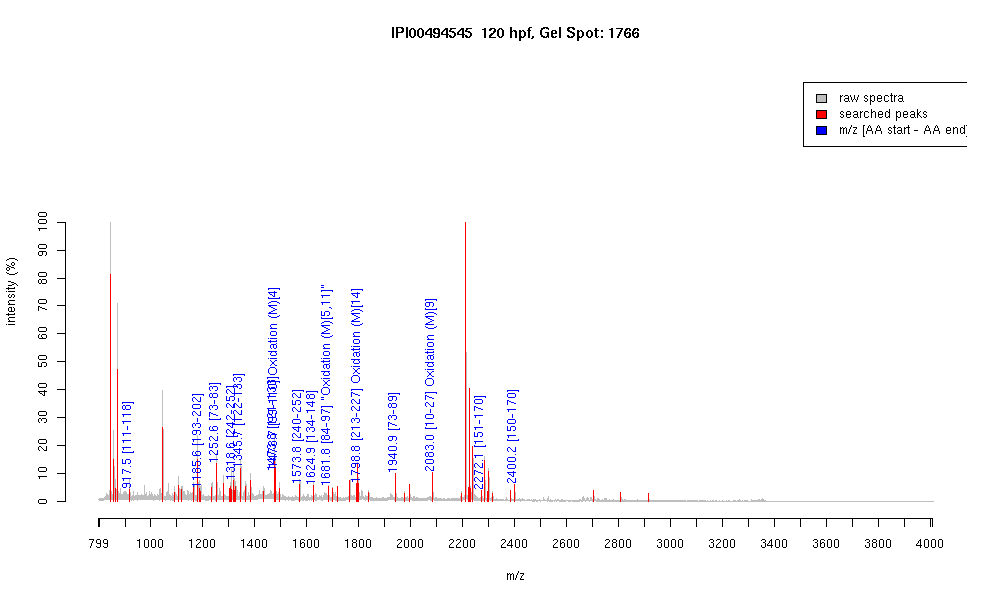 IPI00494545 120 hpf, Gel Spot: 1766
raw spectra
searched peaks
m/z [AA start - AA end]
intensity (%)
100
90
80
70
60
50
40
30
20
10
0
917.5 [111-118]
1185.6 [193-202]
1252.6 [73-83]
1318.6 [242-252]
1345.7 [122-133]
Oxidation (M)[4]
1573.8 [240-252]
1624.9 [134-148]
1681.8 [84-97] "Oxidation (M)[5,11]"
1798.8 [213-227] Oxidation (M)[14]
1940.9 [73-89]
2083.0 [10-27] Oxidation (M)[9]
2272.1 [151-170]
2400.2 [150-170]
799 1000 1200 1400 1600 1800 2000 2200 2400 2600 2800 3000 3200 3400 3600 3800 4000
m/z